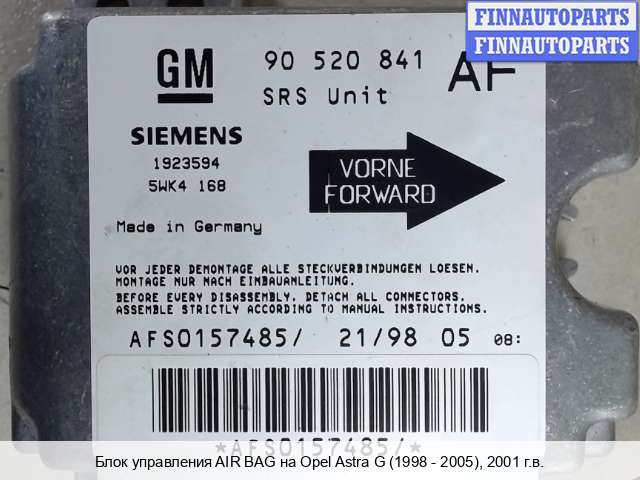 FINNAUTOPARTS
FINNAUTOPARTS
GM 90 520 841 AF
SRS Unit
SIEMENS
1923594
5WK4 168
VORNE
FORWARD
Made in Germany
VOR JEDER DEMONTAGE ALLE STECKVERBINDUNGEN LOESEN.
MONTAGE NUR NACH EINBAUANLEITUNG.
BEFORE EVERY DISASSEMBLY, DETACH ALL CONNECTORS.
ASSEMBLE STRICTLY ACCORDING TO MANUAL INSTRUCTIONS.
AFS0157485/ 21/98 05 08:
*AFS0157485/*
Блок управления AIR BAG на Opel Astra G (1998 - 2005), 2001 г.в.